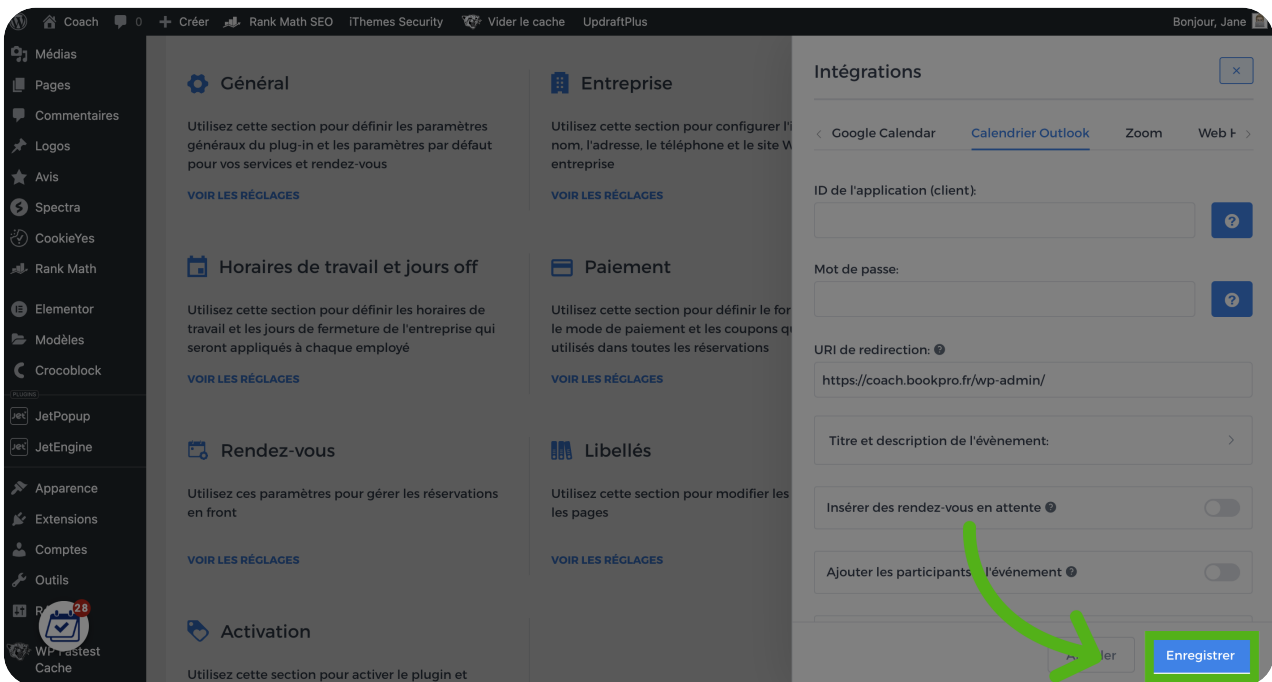 Coach
0
Créer
Rank Math SEO
iThemes Security
Vider le cache
UpdraftPlus
Bonjour, Jane
Médias
Pages
Commentaires
Logos
Avis
Spectra
CookieYes
Rank Math
Elementor
Modèles
Crocoblock
PLUGINS
JetPopup
JetEngine
Apparence
Extensions
Comptes
Outils
28
WP Fastest
Cache
Général
Utilisez cette section pour définir les paramètres
généraux du plug-in et les paramètres par défaut
pour vos services et rendez-vous
VOIR LES RÉGLAGES
Entreprise
Utilisez cette section pour configurer
nom, l'adresse, le téléphone et le site
entreprise
VOIR LES RÉGLAGES
Horaires de travail et jours off
Utilisez cette section pour définir les horaires de
travail et les jours de fermeture de l'entreprise qui
seront appliqués à chaque employé
VOIR LES RÉGLAGES
Paiement
Utilisez cette section pour définir le
le mode de paiement et les coupons
utilisés dans toutes les réservations
VOIR LES RÉGLAGES
Rendez-vous
Utilisez ces paramètres pour gérer les réservations
en front
VOIR LES RÉGLAGES
Libellés
Utilisez cette section pour modifier les
les pages
VOIR LES RÉGLAGES
Activation
Utilisez cette section pour activer le plugin et
Intégrations
Google Calendar
Calendrier Outlook
Zoom
Web
ID de l'application (client):
Mot de passe:
URI de redirection:
https://coach.bookpro.fr/wp-admin/
Titre et description de l'évènement:
Insérer des rendez-vous en attente
Ajouter les participants l'événement
Enregistrer